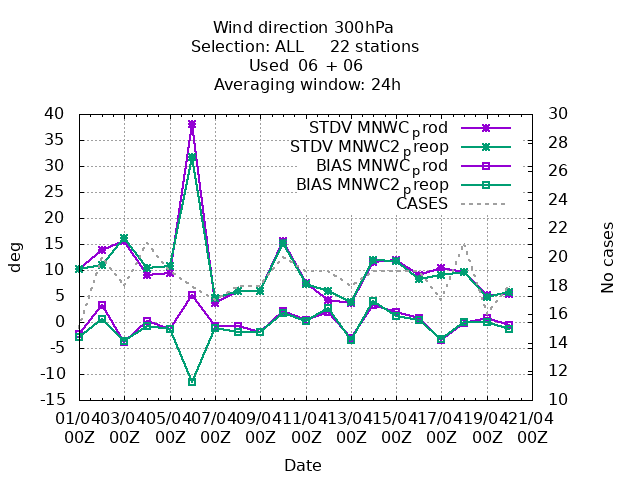 Wind direction 300hPa
Selection: ALL 22 stations
Used 06 + 06
Averaging window: 24h
STDV MNWC_prod
STDV MNWC2_preop
BIAS MNWC_prod
BIAS MNWC2_preop
CASES
deg
40
35
30
25
20
15
10
5
0
-5
-10
-15
No cases
30
28
26
24
22
20
18
16
14
12
10
01/04 03/04 05/04 07/04 09/04 11/04 13/04 15/04 17/04 19/04 21/04
00Z 00Z 00Z 00Z 00Z 00Z 00Z 00Z 00Z 00Z 00Z
Date